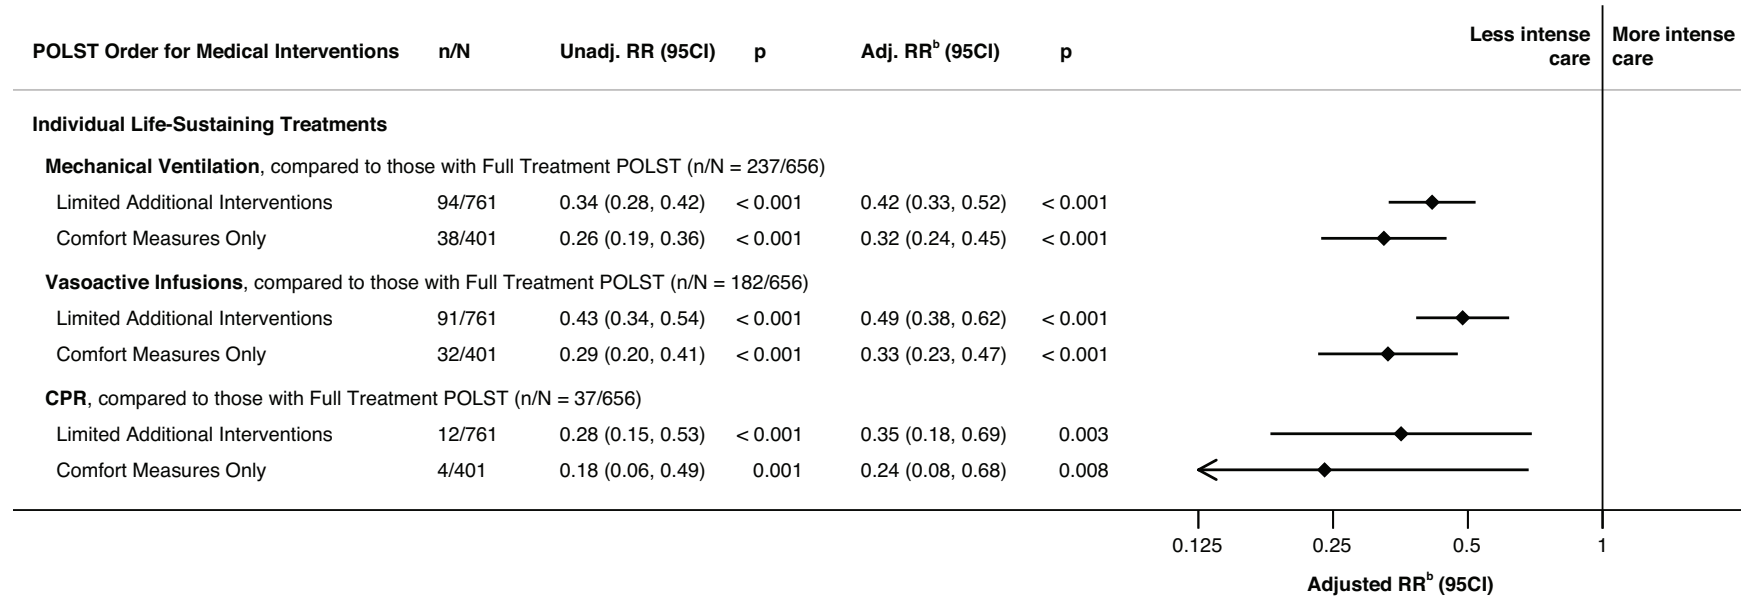 POLST Order for Medical Interventions n/N Unadj. RR (95CI) p Adj. RRᵇ (95CI) p Less intense care More intense care
Individual Life-Sustaining Treatments
Mechanical Ventilation, compared to those with Full Treatment POLST (n/N = 237/656)
Limited Additional Interventions 94/761 0.34 (0.28, 0.42) < 0.001 0.42 (0.33, 0.52) < 0.001
Comfort Measures Only 38/401 0.26 (0.19, 0.36) < 0.001 0.32 (0.24, 0.45) < 0.001
Vasoactive Infusions, compared to those with Full Treatment POLST (n/N = 182/656)
Limited Additional Interventions 91/761 0.43 (0.34, 0.54) < 0.001 0.49 (0.38, 0.62) < 0.001
Comfort Measures Only 32/401 0.29 (0.20, 0.41) < 0.001 0.33 (0.23, 0.47) < 0.001
CPR, compared to those with Full Treatment POLST (n/N = 37/656)
Limited Additional Interventions 12/761 0.28 (0.15, 0.53) < 0.001 0.35 (0.18, 0.69) 0.003
Comfort Measures Only 4/401 0.18 (0.06, 0.49) 0.001 0.24 (0.08, 0.68) 0.008
0.125 0.25 0.5 1
Adjusted RRᵇ (95CI)